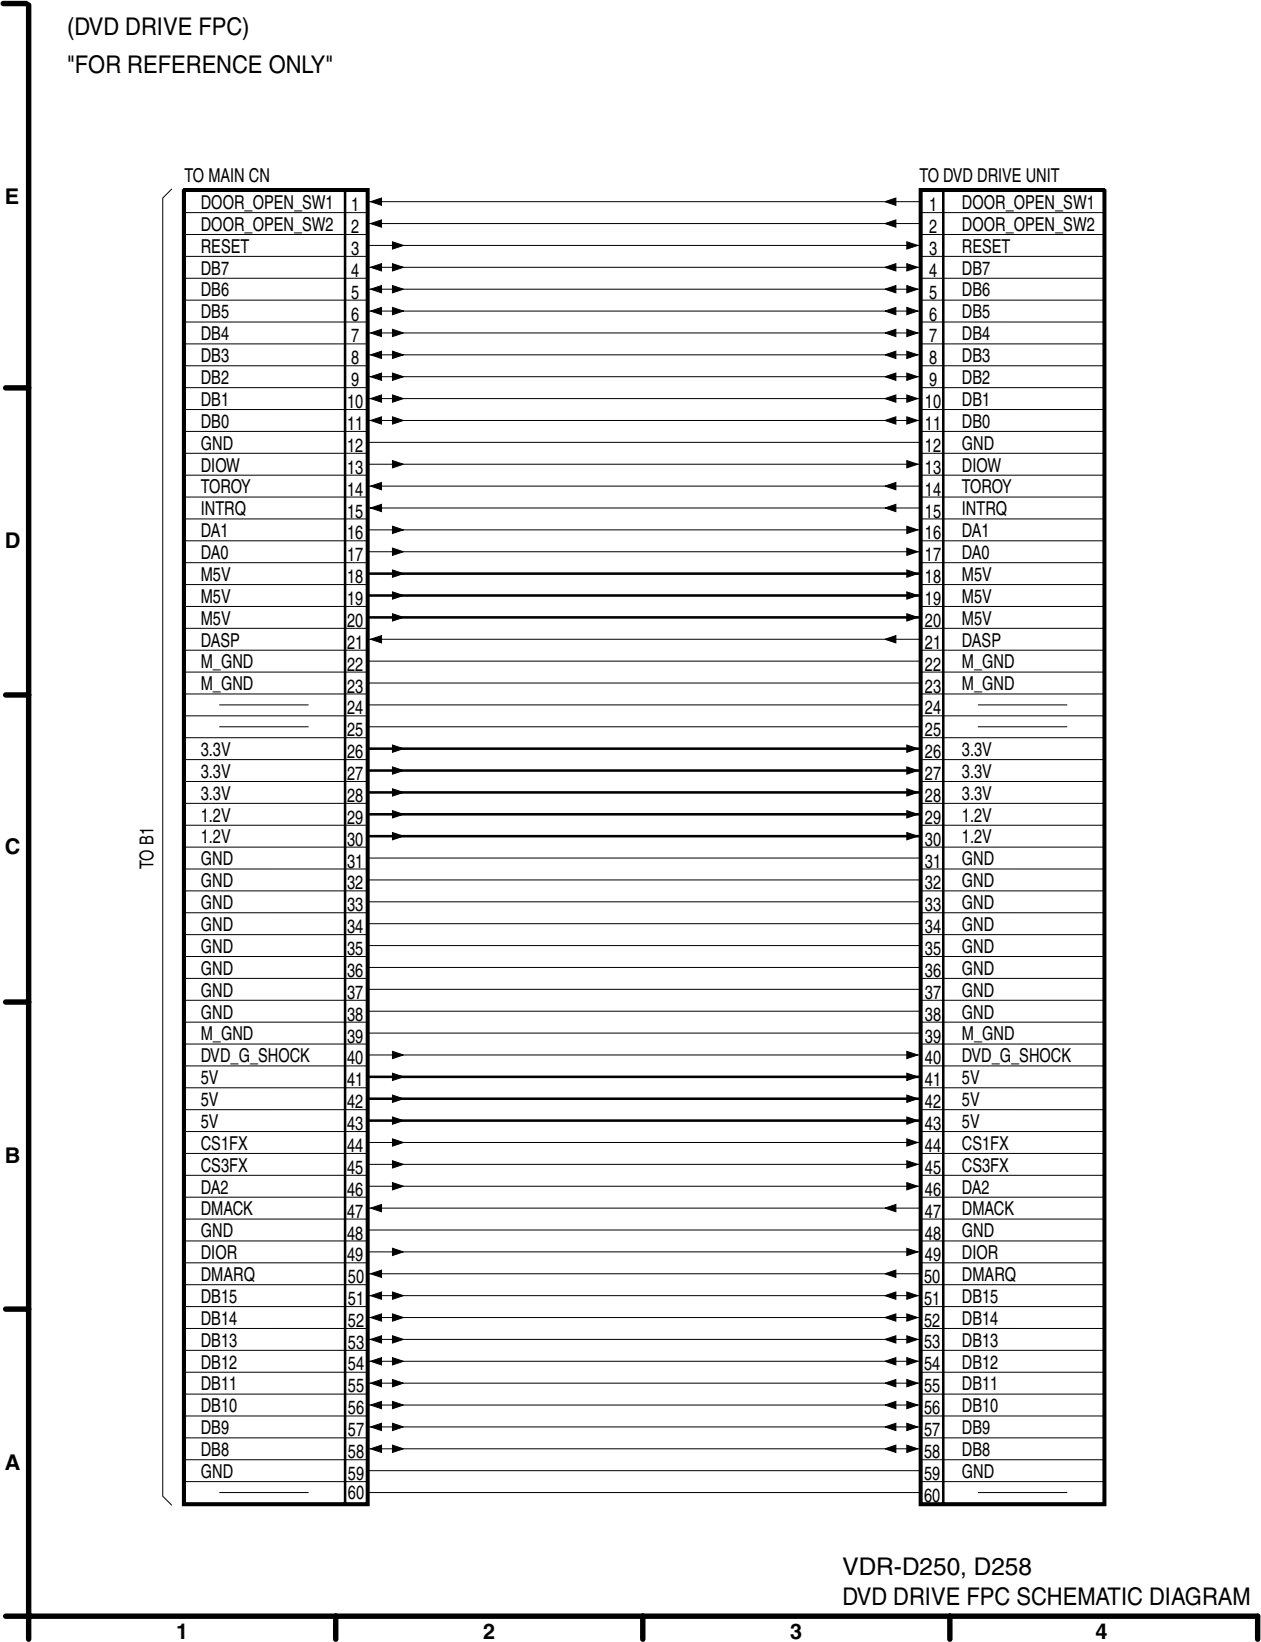 (DVD DRIVE FPC)
"FOR REFERENCE ONLY"
TO MAIN CN TO DVD DRIVE UNIT
E
DOOR_OPEN_SW1 1 1 DOOR_OPEN_SW1
DOOR_OPEN_SW2 2 2 DOOR_OPEN_SW2
RESET 3 3 RESET
DB7 4 4 DB7
DB6 5 5 DB6
DB5 6 6 DB5
DB4 7 7 DB4
DB3 8 8 DB3
DB2 9 9 DB2
DB1 10 10 DB1
DB0 11 11 DB0
GND 12 12 GND
DIOW 13 13 DIOW
TOROY 14 14 TOROY
INTRQ 15 15 INTRQ
DA1 16 16 DA1
D
DA0 17 17 DA0
M5V 18 18 M5V
M5V 19 19 M5V
M5V 20 20 M5V
DASP 21 21 DASP
M_GND 22 22 M_GND
M_GND 23 23 M_GND
24 24
25 25
3.3V 26 26 3.3V
3.3V 27 27 3.3V
3.3V 28 28 3.3V
1.2V 29 29 1.2V
1.2V 30 30 1.2V
C
TO B1
GND 31 31 GND
GND 32 32 GND
GND 33 33 GND
GND 34 34 GND
GND 35 35 GND
GND 36 36 GND
GND 37 37 GND
GND 38 38 GND
M_GND 39 39 M_GND
DVD_G_SHOCK 40 40 DVD_G_SHOCK
5V 41 41 5V
5V 42 42 5V
5V 43 43 5V
CS1FX 44 44 CS1FX
B
CS3FX 45 45 CS3FX
DA2 46 46 DA2
DMACK 47 47 DMACK
GND 48 48 GND
DIOR 49 49 DIOR
DMARQ 50 50 DMARQ
DB15 51 51 DB15
DB14 52 52 DB14
DB13 53 53 DB13
DB12 54 54 DB12
DB11 55 55 DB11
DB10 56 56 DB10
DB9 57 57 DB9
DB8 58 58 DB8
A
GND 59 59 GND
60 60
VDR-D250, D258
DVD DRIVE FPC SCHEMATIC DIAGRAM
1 2 3 4